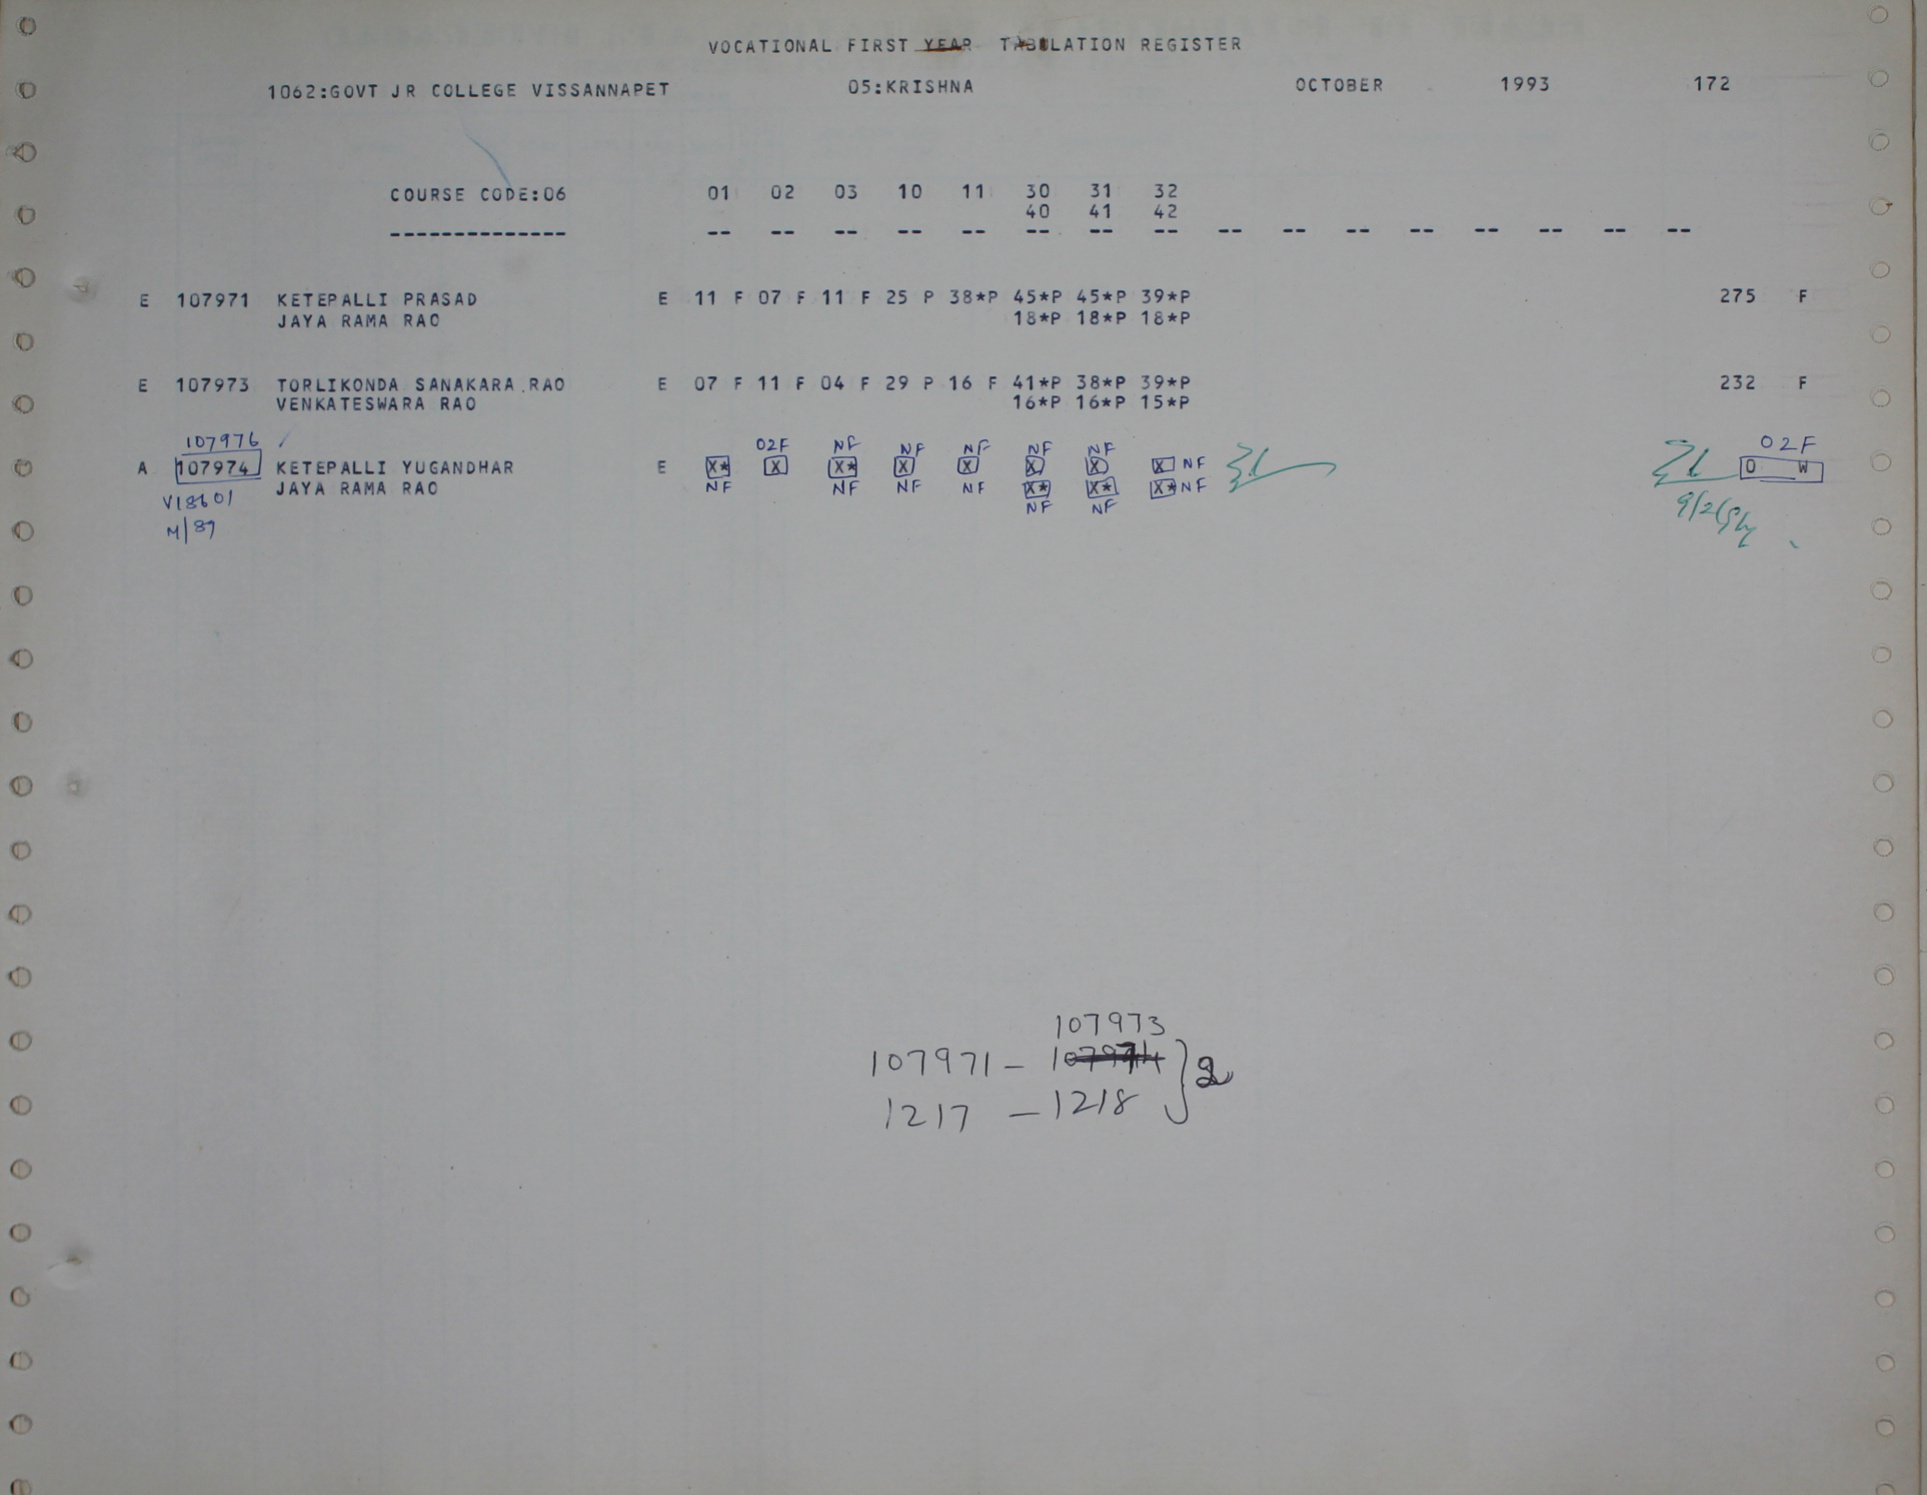 VOCATIONAL FIRST YEAR TABULATION REGISTER
1062:GOVT JR COLLEGE VISSANNAPET 05:KRISHNA OCTOBER 1993 172
COURSE CODE:06 01 02 03 10 11 30 31 32
40 41 42
-------------- -- -- -- -- -- -- -- -- -- -- -- -- -- -- -- --
E 107971 KETEPALLI PRASAD E 11 F 07 F 11 F 25 P 38*P 45*P 45*P 39*P 275 F
JAYA RAMA RAO 18*P 18*P 18*P
E 107973 TORLIKONDA SANAKARA.RAO E 07 F 11 F 04 F 29 P 16 F 41*P 38*P 39*P 232 F
VENKATESWARA RAO 16*P 16*P 15*P
107976 02F NF NF NF NF NF 02F
A 107974 KETEPALLI YUGANDHAR E X* X X* X X X X X NF 0 W
JAYA RAMA RAO NF NF NF NF X* X* X* NF
V18601 NF NF
M/89
107973
107971 - 107974 } 2
1217 - 1218